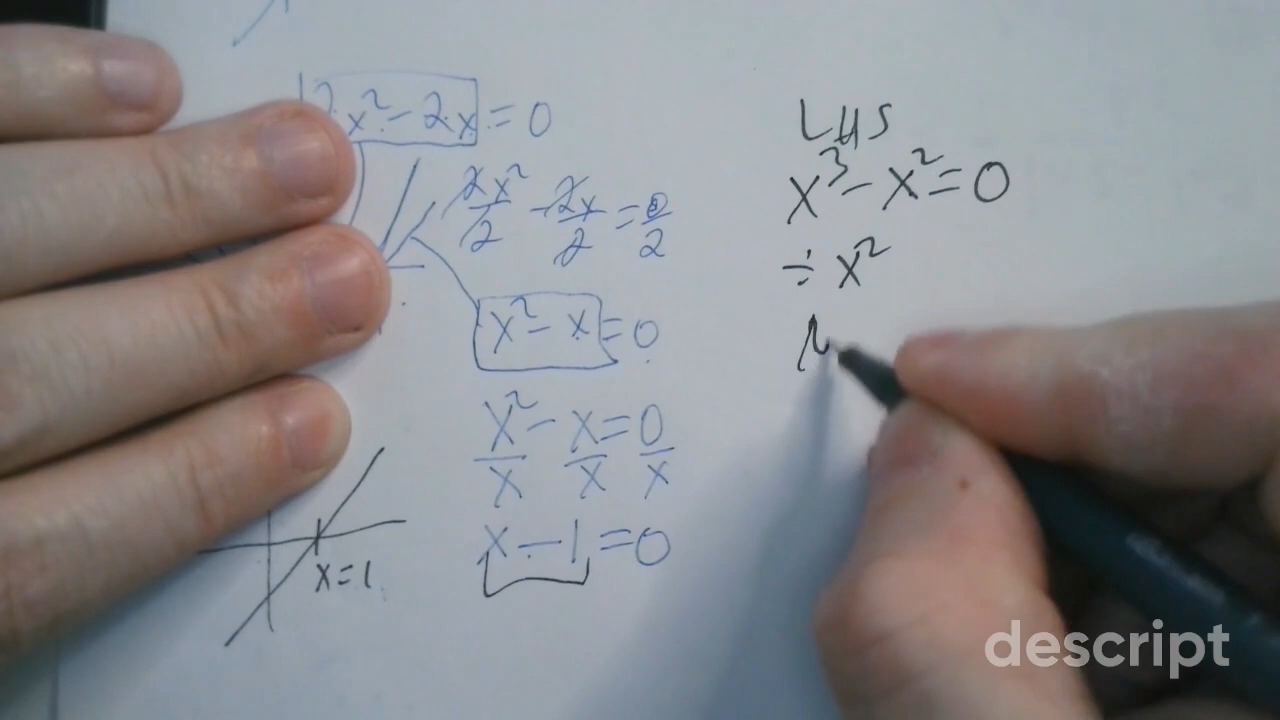 2x² - 2x = 0
2x²/2 - 2x/2 = 0/2
x² - x = 0
x²/x - x/x = 0/x
x - 1 = 0
x=1
LHS
x³ - x² = 0
÷ x²
descript